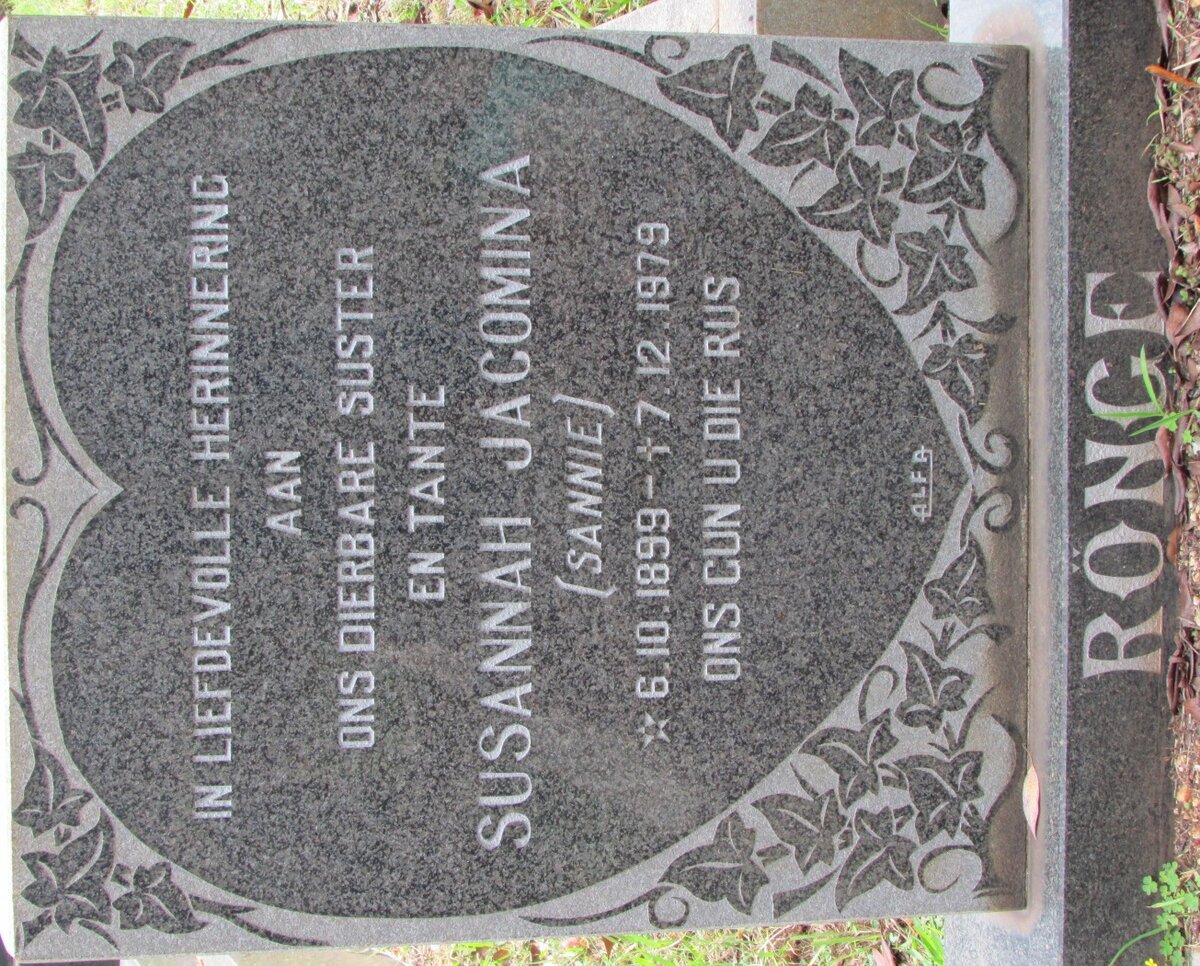 IN LIEFDEVOLLE HERINNERING
AAN
ONS DIERBARE SUSTER
EN TANTE
SUSANNAH JACOMINA
(SANNIE)
☆ 6.10.1899 – † 7.12.1979
ONS GUN U DIE RUS
ALFA
RÖNGE